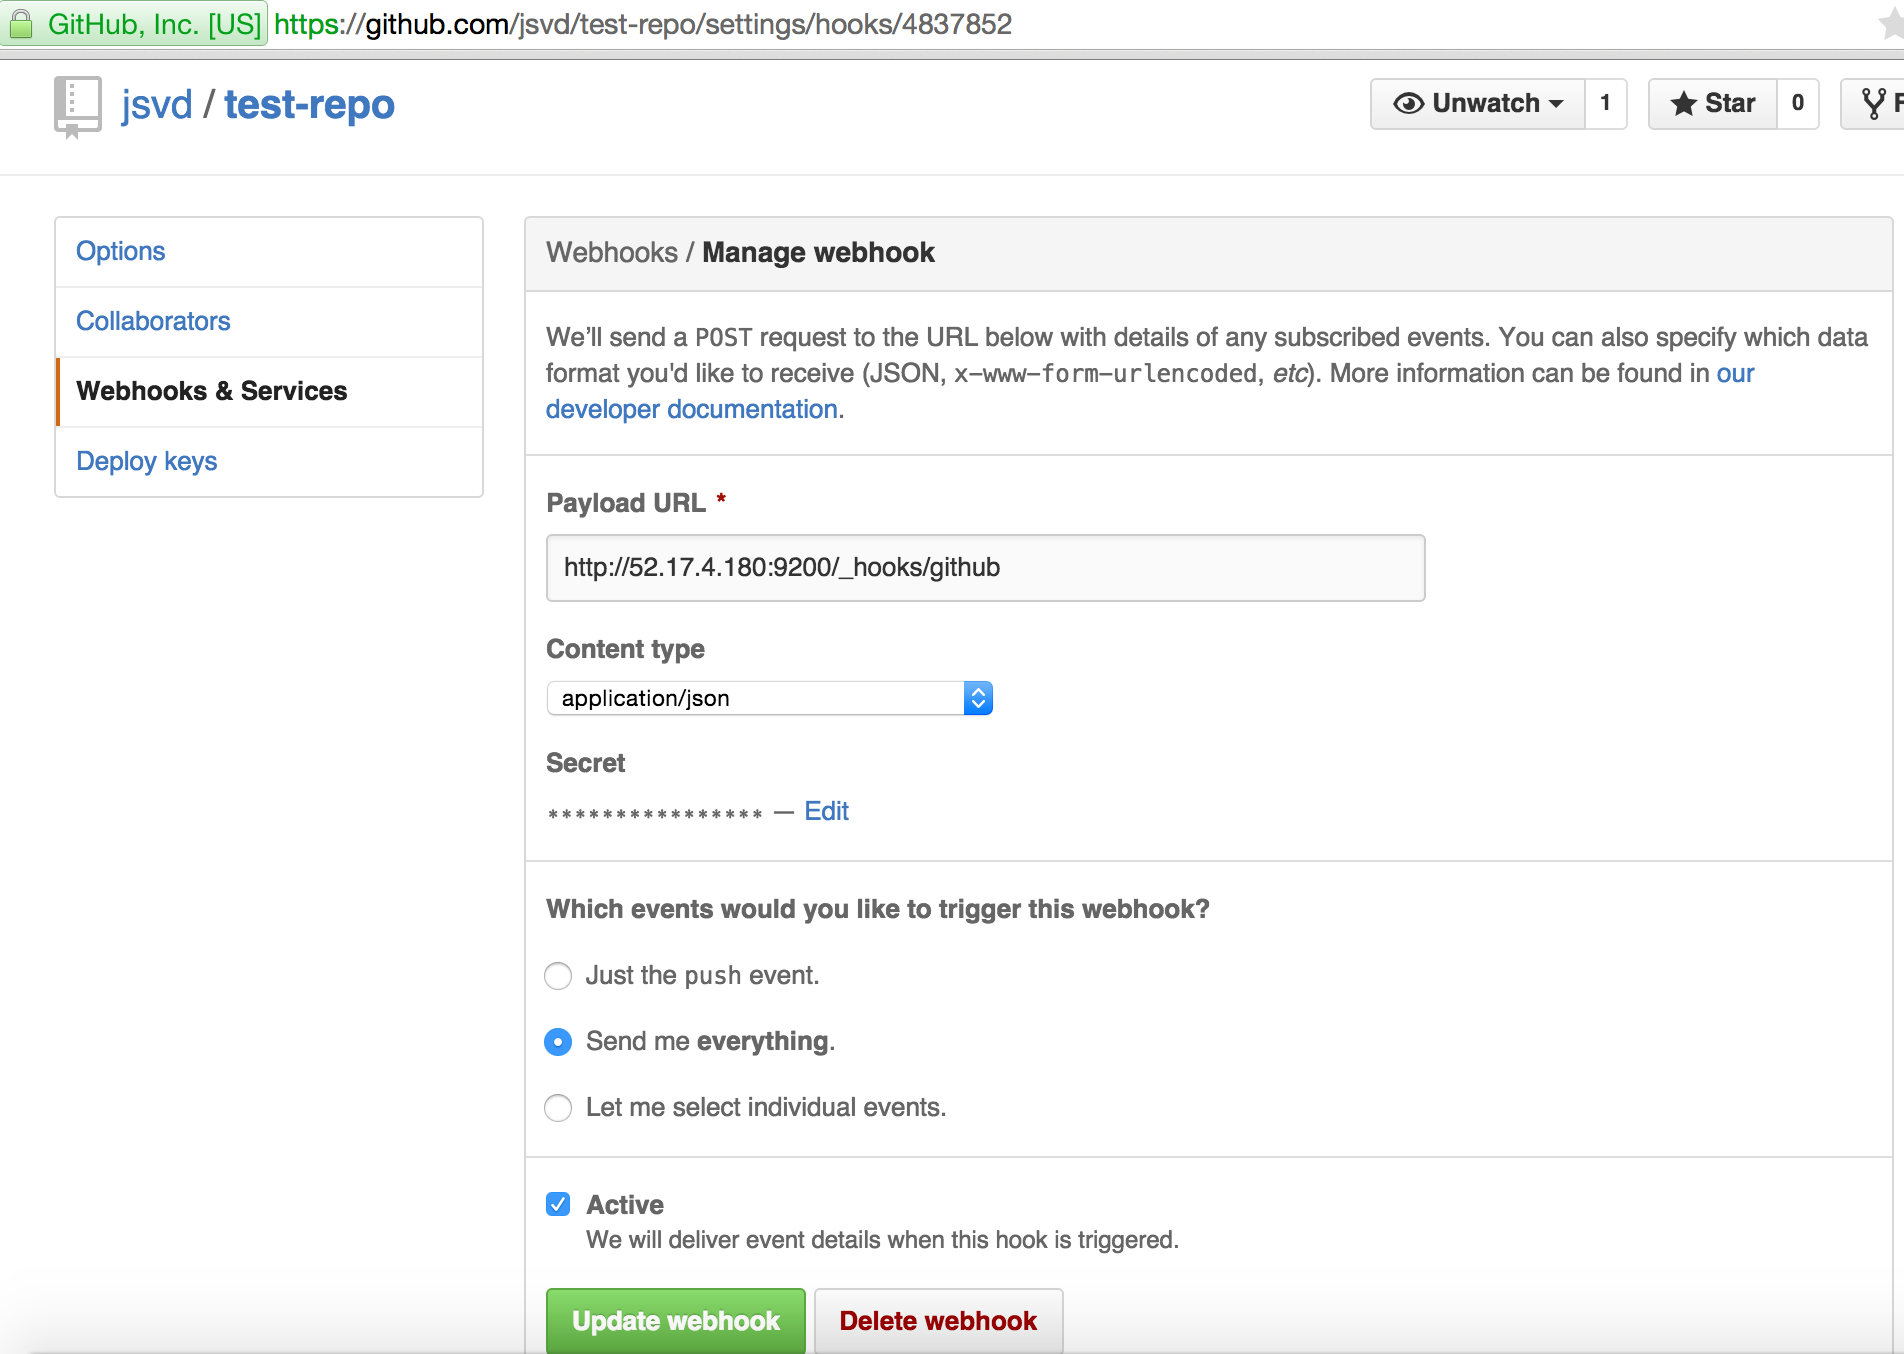 GitHub, Inc. [US] https://github.com/jsvd/test-repo/settings/hooks/4837852
jsvd / test-repo
Unwatch 1 Star 0 F
Options
Collaborators
Webhooks & Services
Deploy keys
Webhooks / Manage webhook
We’ll send a POST request to the URL below with details of any subscribed events. You can also specify which data
format you'd like to receive (JSON, x-www-form-urlencoded, etc). More information can be found in our
developer documentation.
Payload URL *
http://52.17.4.180:9200/_hooks/github
Content type
application/json
Secret
**************** — Edit
Which events would you like to trigger this webhook?
Just the push event.
Send me everything.
Let me select individual events.
Active
We will deliver event details when this hook is triggered.
Update webhook Delete webhook